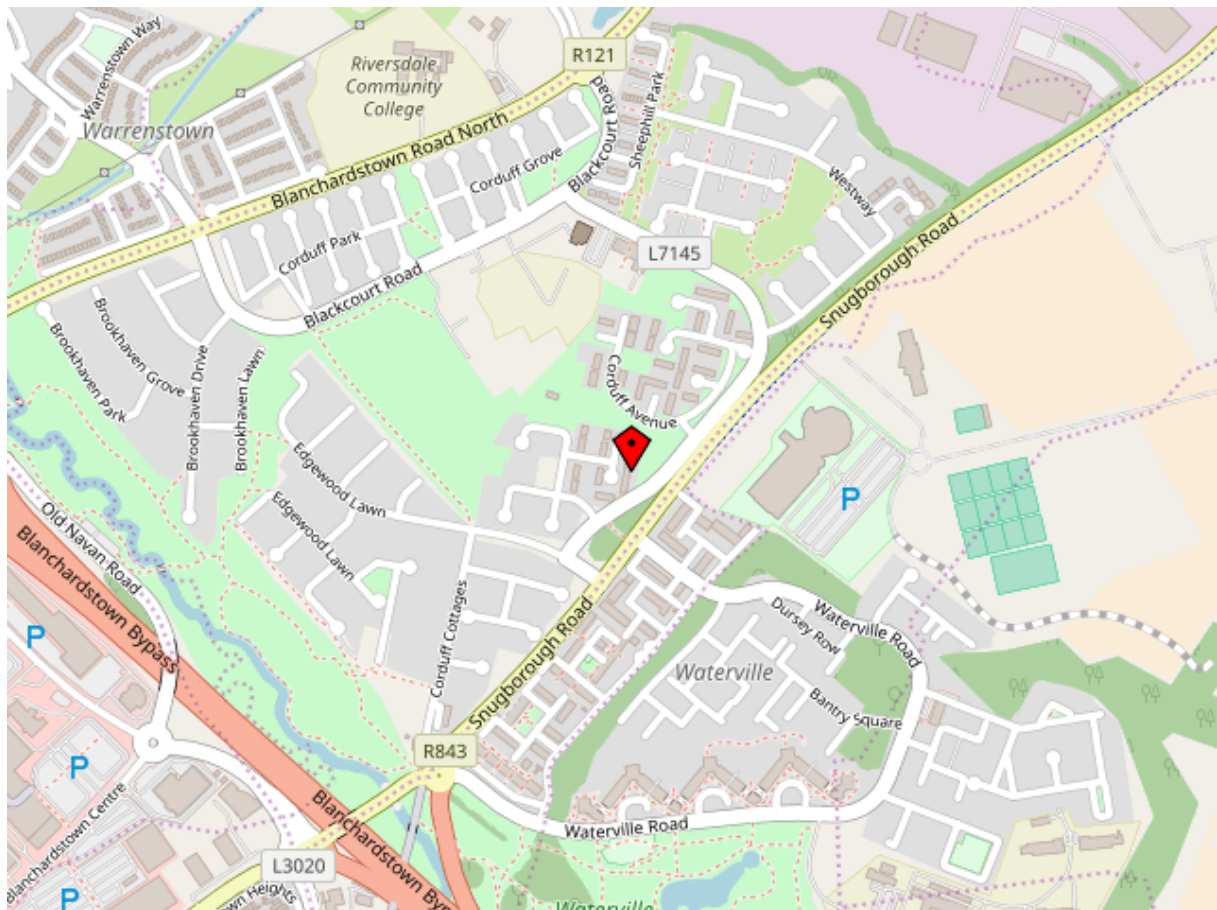 R121
Riversdale
Community
College
Warrenstown Way
Warrenstown
Blanchardstown Road North
Blackcourt Road
Sheephill Park
Corduff Grove
Westway
Corduff Park
L7145
Snugborough Road
Blackcourt Road
Brookhaven Grove
Brookhaven Park
Brookhaven Drive
Brookhaven Lawn
Corduff Avenue
Edgewood Lawn
Edgewood Lawn
P
Old Navan Road
Blanchardstown Bypass
Corduff Cottages
Snugborough Road
Dursey Row
Waterville Road
P
Waterville
Bantry Square
R843
P
Blanchardstown Byp
Waterville Road
Blanchardstown Centre
L3020
P
own Heights
Waterville